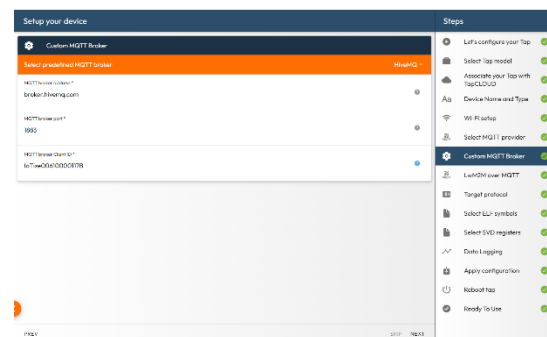 Setup your device
Custom MQTT Broker
Select predefined MQTT broker
HiveMQ
MQTT broker address *
broker.hivemq.com
MQTT broker port *
1883
MQTT broker Client ID *
PREV
SKIP
NEXT
Steps
Let's configure your Tap
Select Tap model
Associate your Tap with
TapCLOUD
Aa
Device Name and Type
Wi-Fi setup
Select MQTT provider
Custom MQTT Broker
LwM2M over MQTT
Target protocol
Select ELF symbols
Select SVD registers
Data Logging
Apply configuration
Reboot tap
Ready To Use